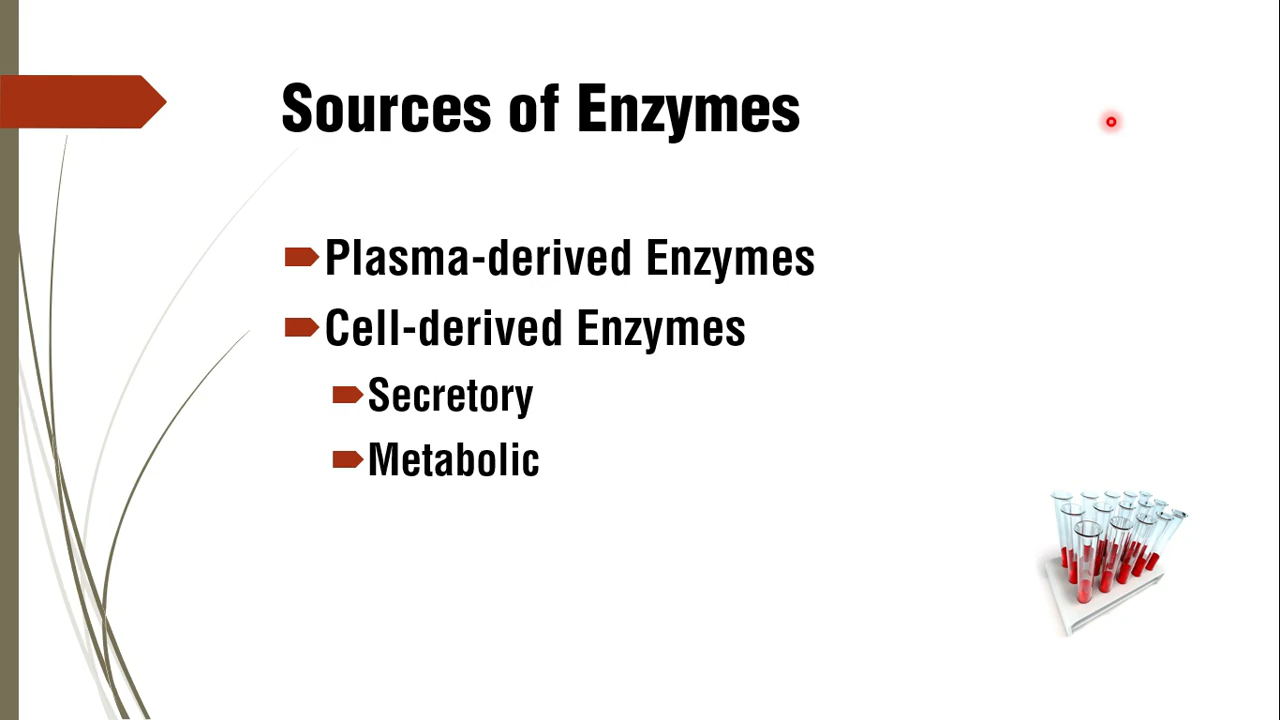 Sources of Enzymes
Plasma-derived Enzymes
Cell-derived Enzymes
Secretory
Metabolic